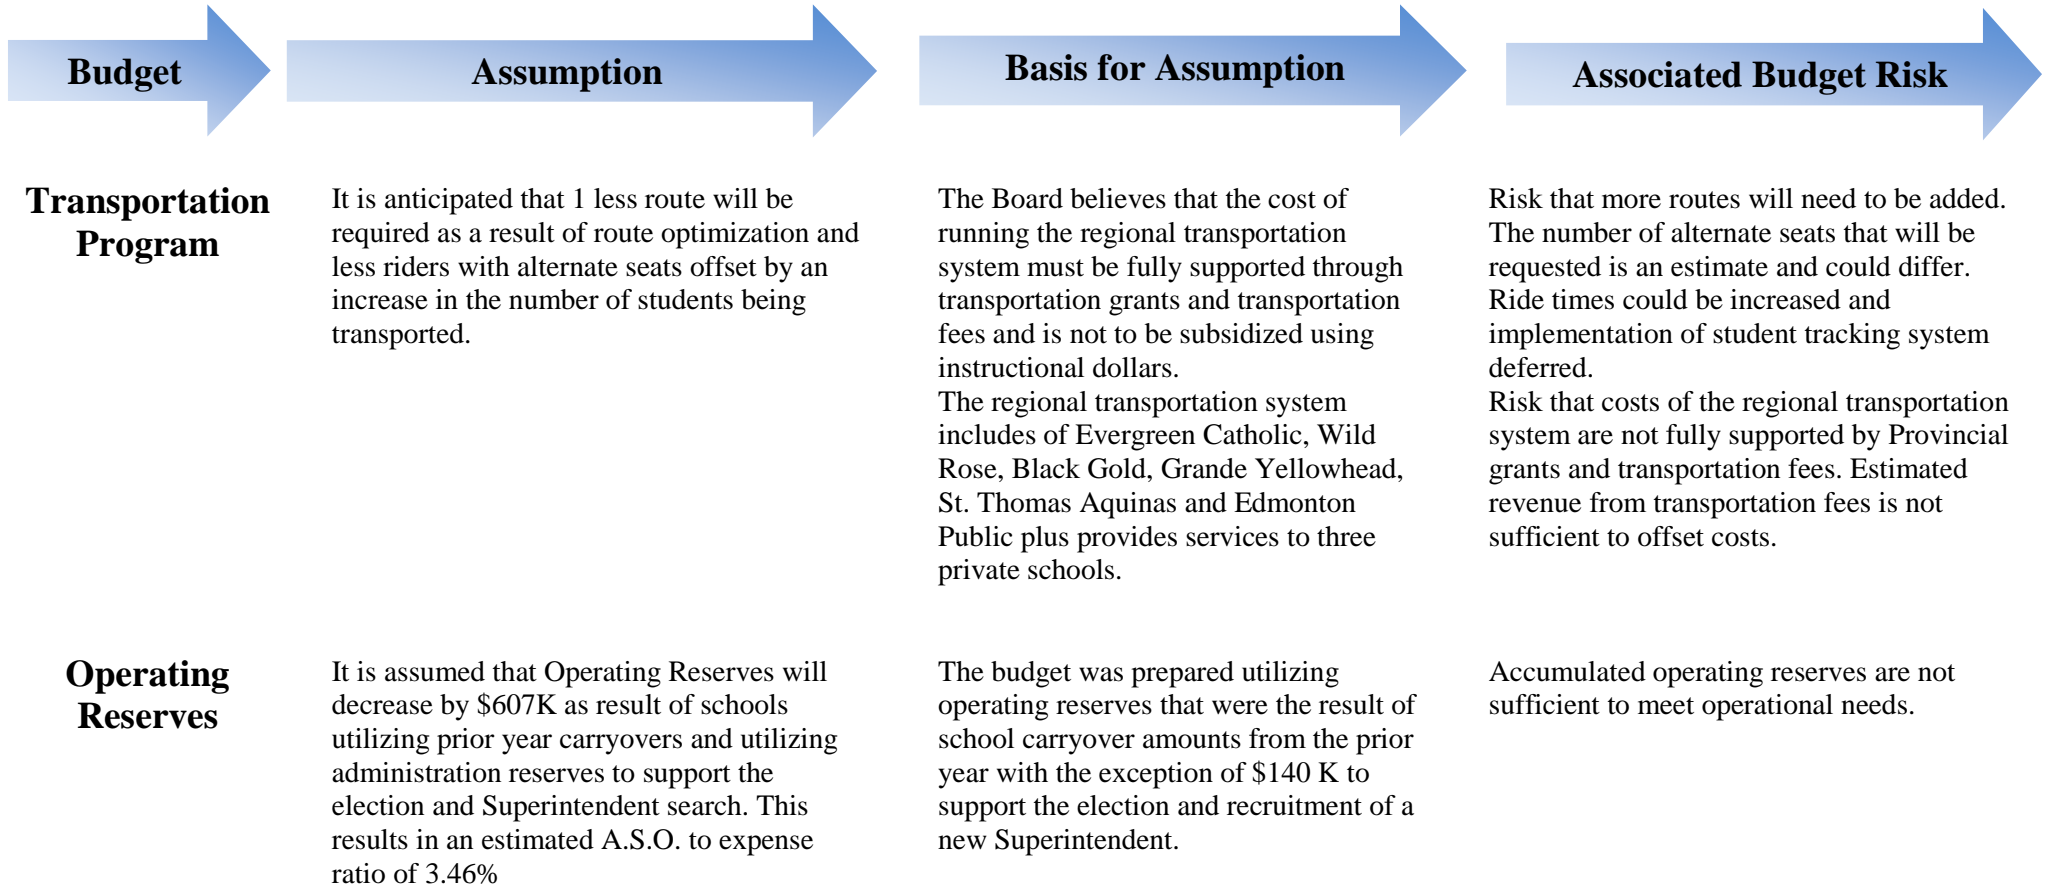 Budget
Assumption
Basis for Assumption
Associated Budget Risk
Transportation
Program
It is anticipated that 1 less route will be
required as a result of route optimization and
less riders with alternate seats offset by an
increase in the number of students being
transported.
The Board believes that the cost of
running the regional transportation
system must be fully supported through
transportation grants and transportation
fees and is not to be subsidized using
instructional dollars.
The regional transportation system
includes of Evergreen Catholic, Wild
Rose, Black Gold, Grande Yellowhead,
St. Thomas Aquinas and Edmonton
Public plus provides services to three
private schools.
Risk that more routes will need to be added.
The number of alternate seats that will be
requested is an estimate and could differ.
Ride times could be increased and
implementation of student tracking system
deferred.
Risk that costs of the regional transportation
system are not fully supported by Provincial
grants and transportation fees. Estimated
revenue from transportation fees is not
sufficient to offset costs.
Operating
Reserves
It is assumed that Operating Reserves will
decrease by $607K as result of schools
utilizing prior year carryovers and utilizing
administration reserves to support the
election and Superintendent search. This
results in an estimated A.S.O. to expense
ratio of 3.46%
The budget was prepared utilizing
operating reserves that were the result of
school carryover amounts from the prior
year with the exception of $140 K to
support the election and recruitment of a
new Superintendent.
Accumulated operating reserves are not
sufficient to meet operational needs.